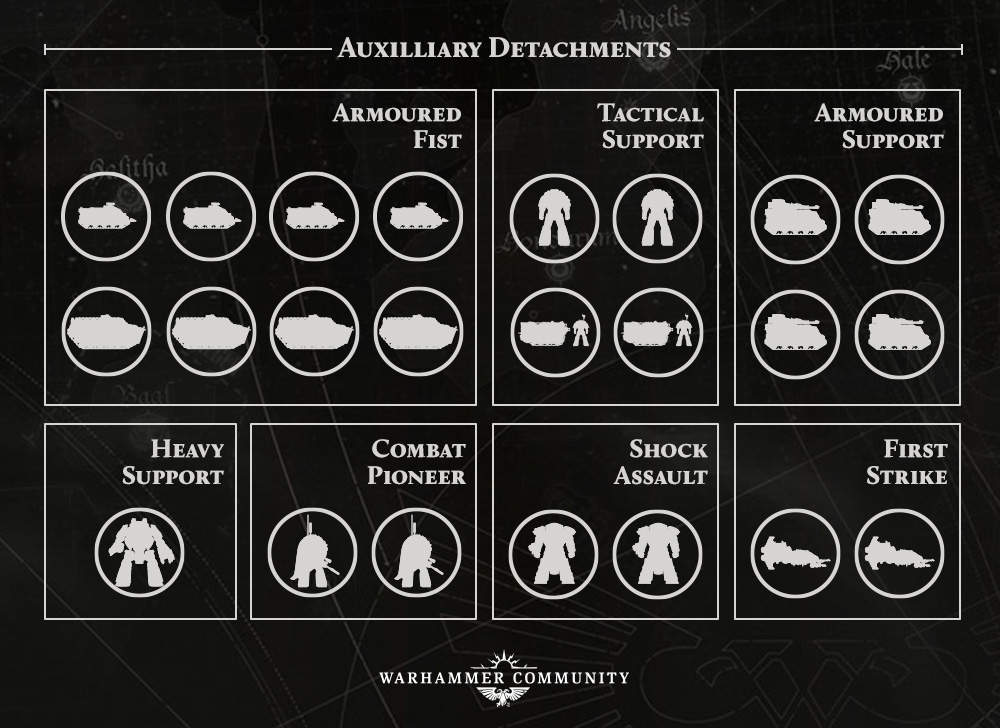 Angelis
Auxilliary Detachments
Hale
Armoured
Fist
Tactical
Support
Armoured
Support
Heavy
Support
Combat
Pioneer
Shock
Assault
First
Strike
Baal
WARHAMMER COMMUNITY